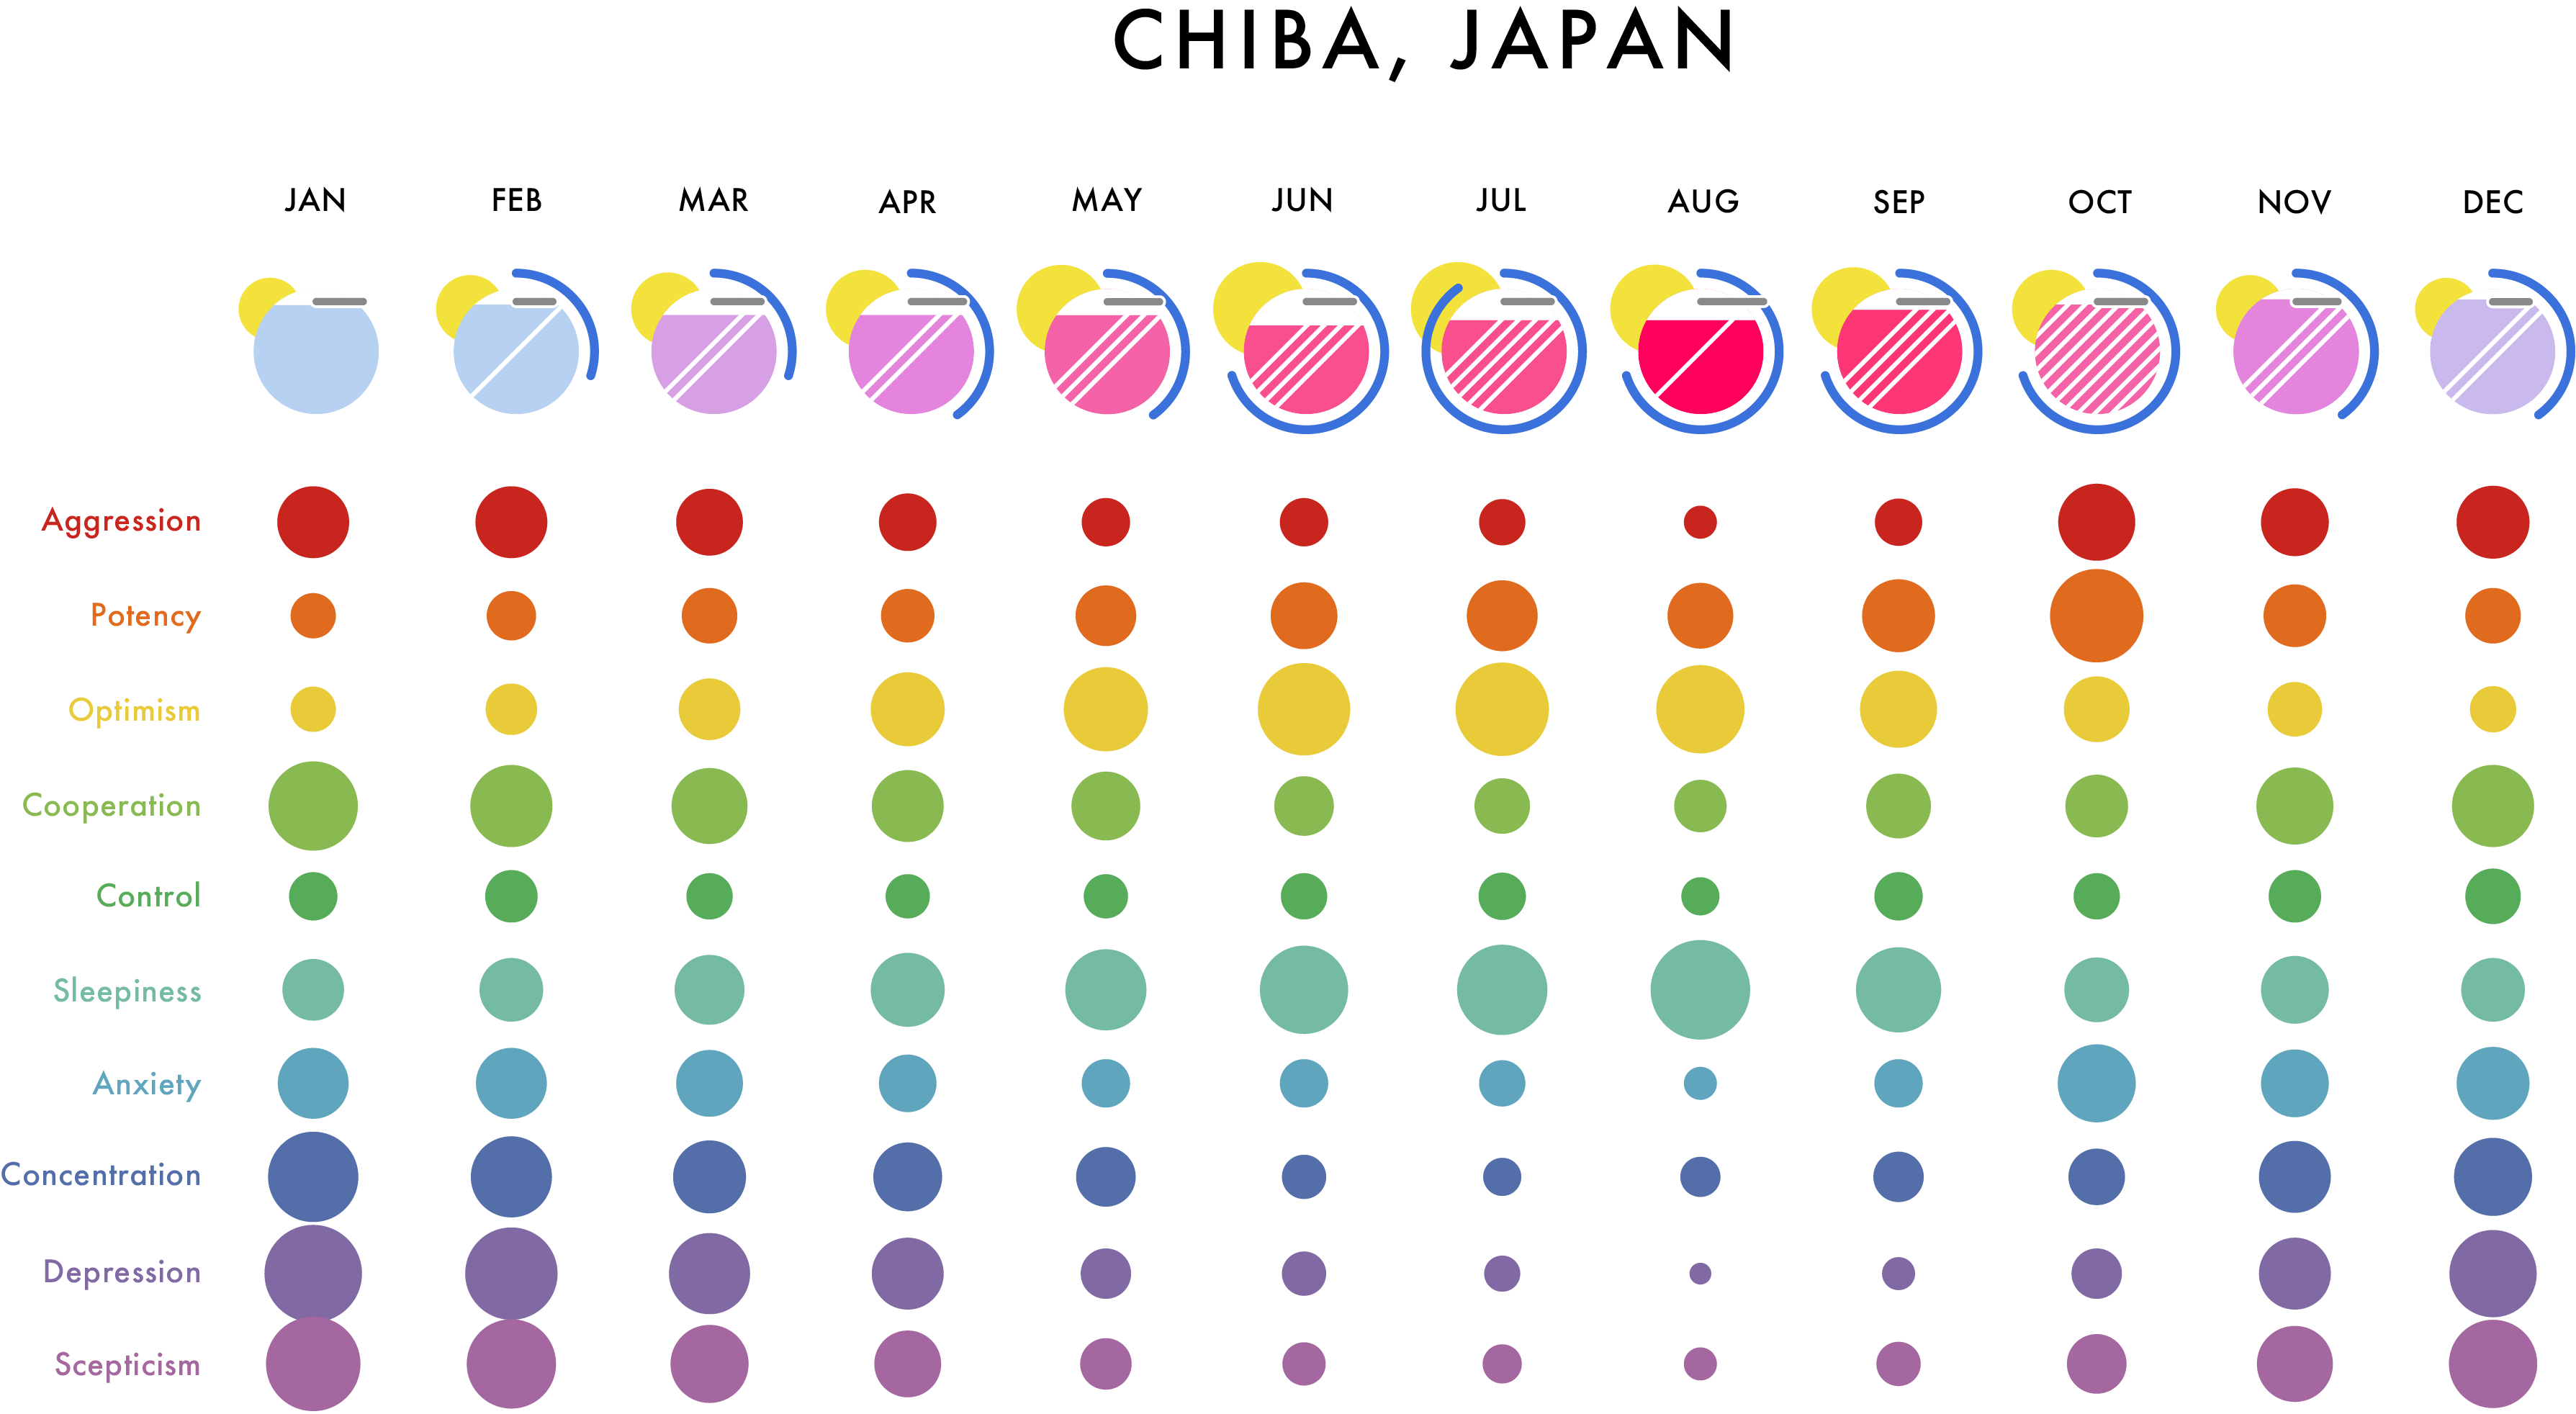 CHIBA, JAPAN
JAN FEB MAR APR MAY JUN JUL AUG SEP OCT NOV DEC
Aggression
Potency
Optimism
Cooperation
Control
Sleepiness
Anxiety
Concentration
Depression
Scepticism